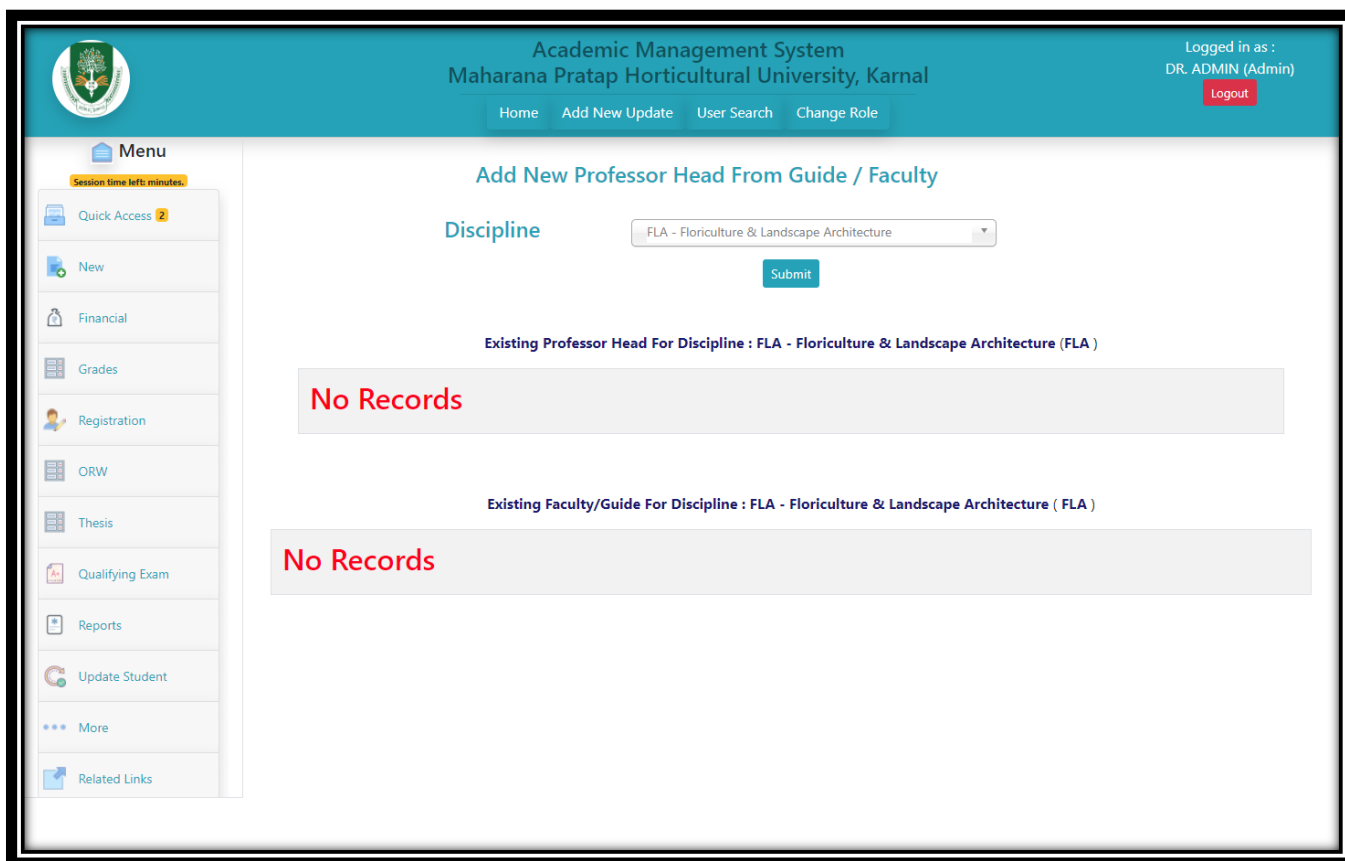 Academic Management System
Maharana Pratap Horticultural University, Karnal
Logged in as :
DR. ADMIN (Admin)
Logout
Home Add New Update User Search Change Role
Menu
Session time left: minutes.
Quick Access 2
New
Financial
Grades
Registration
ORW
Thesis
Qualifying Exam
Reports
Update Student
More
Related Links
Add New Professor Head From Guide / Faculty
Discipline FLA - Floriculture & Landscape Architecture
Submit
Existing Professor Head For Discipline : FLA - Floriculture & Landscape Architecture (FLA )
No Records
Existing Faculty/Guide For Discipline : FLA - Floriculture & Landscape Architecture ( FLA )
No Records